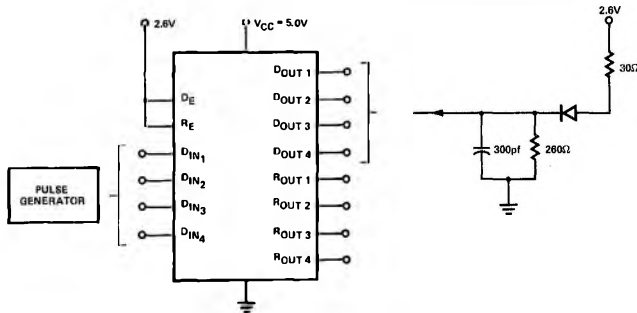 2.6V
VCC = 5.0V
2.6V
30Ω
DE
RE
DIN1
DIN2
DIN3
DIN4
DOUT 1
DOUT 2
DOUT 3
DOUT 4
ROUT 1
ROUT 2
ROUT 3
ROUT 4
PULSE
GENERATOR
300pf
260Ω